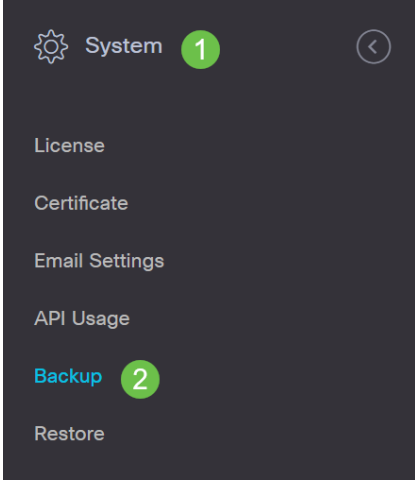 System 1
License
Certificate
Email Settings
API Usage
Backup 2
Restore